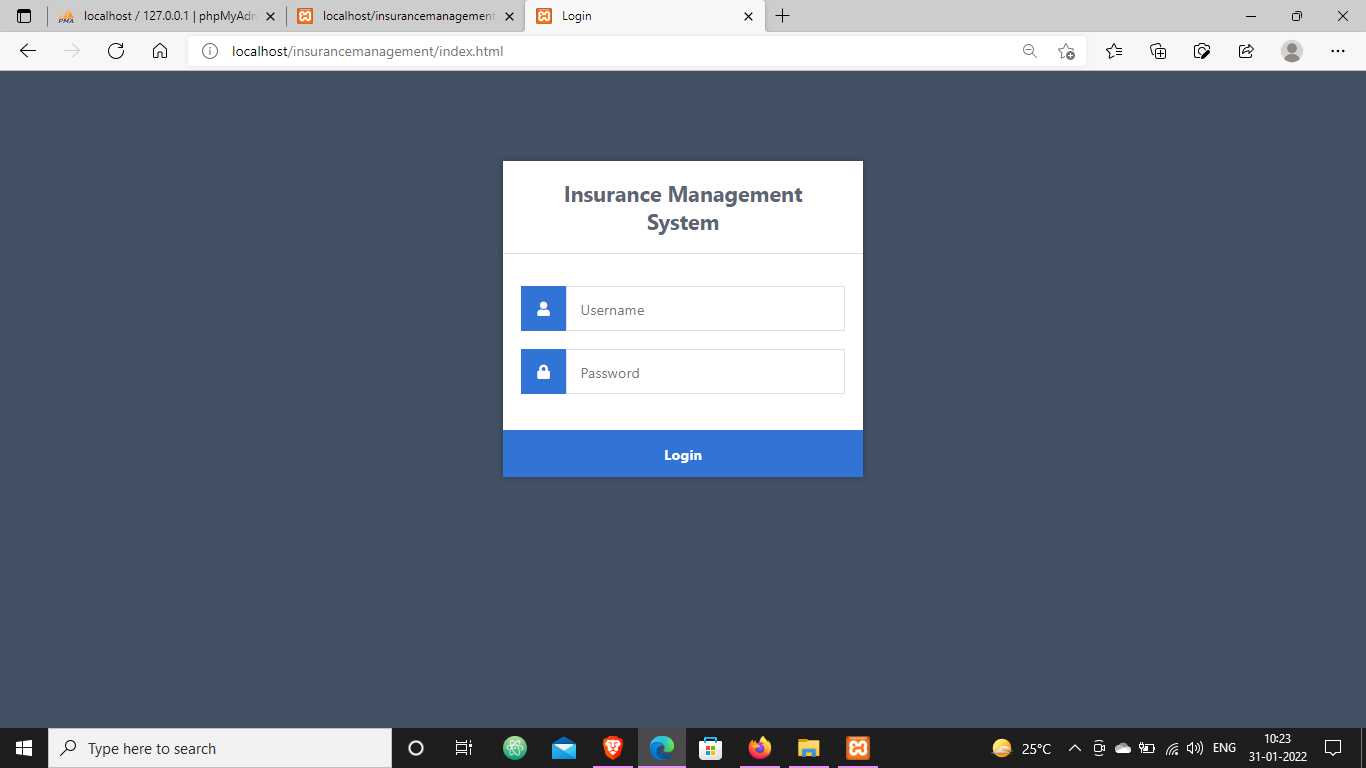 localhost / 127.0.0.1 | phpMyAdm
localhost/insurancemanagement
Login
localhost/insurancemanagement/index.html
Insurance Management
System
Username
Password
Login
Type here to search
25°C
ENG
10:23
31-01-2022